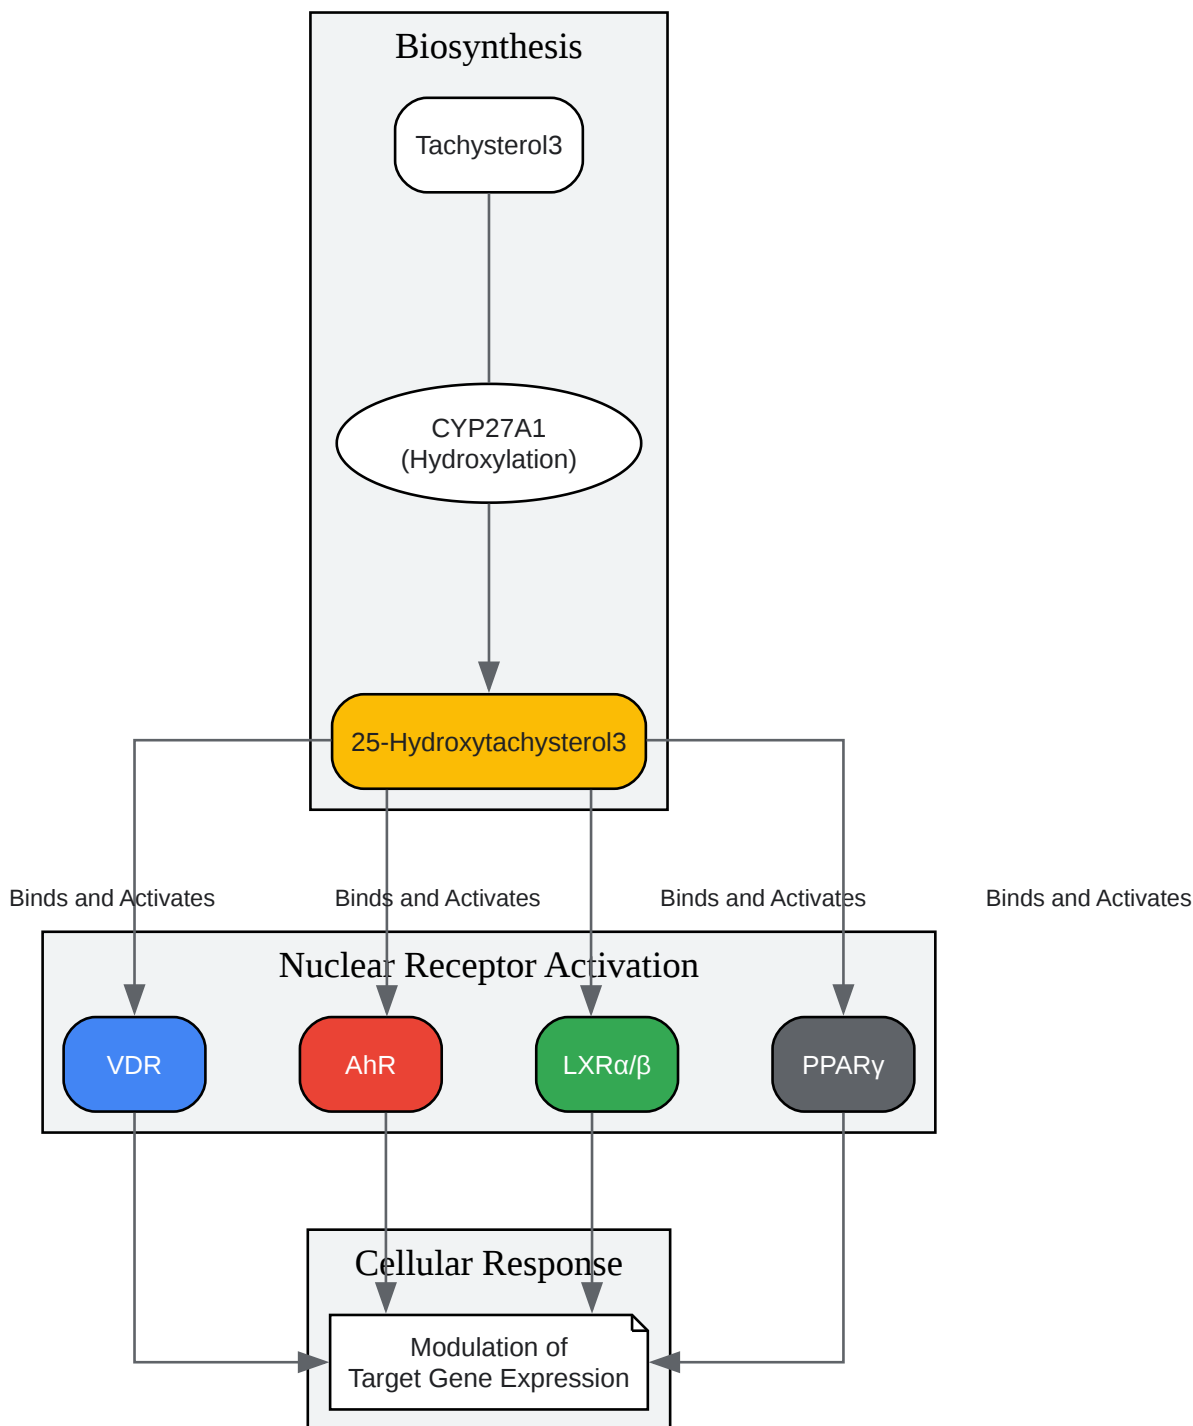 Biosynthesis
Tachysterol3
CYP27A1
(Hydroxylation)
25-Hydroxytachysterol3
Binds and Activates
Binds and Activates
Binds and Activates
Binds and Activates
Nuclear Receptor Activation
VDR
AhR
LXRα/β
PPARγ
Cellular Response
Modulation of
Target Gene Expression